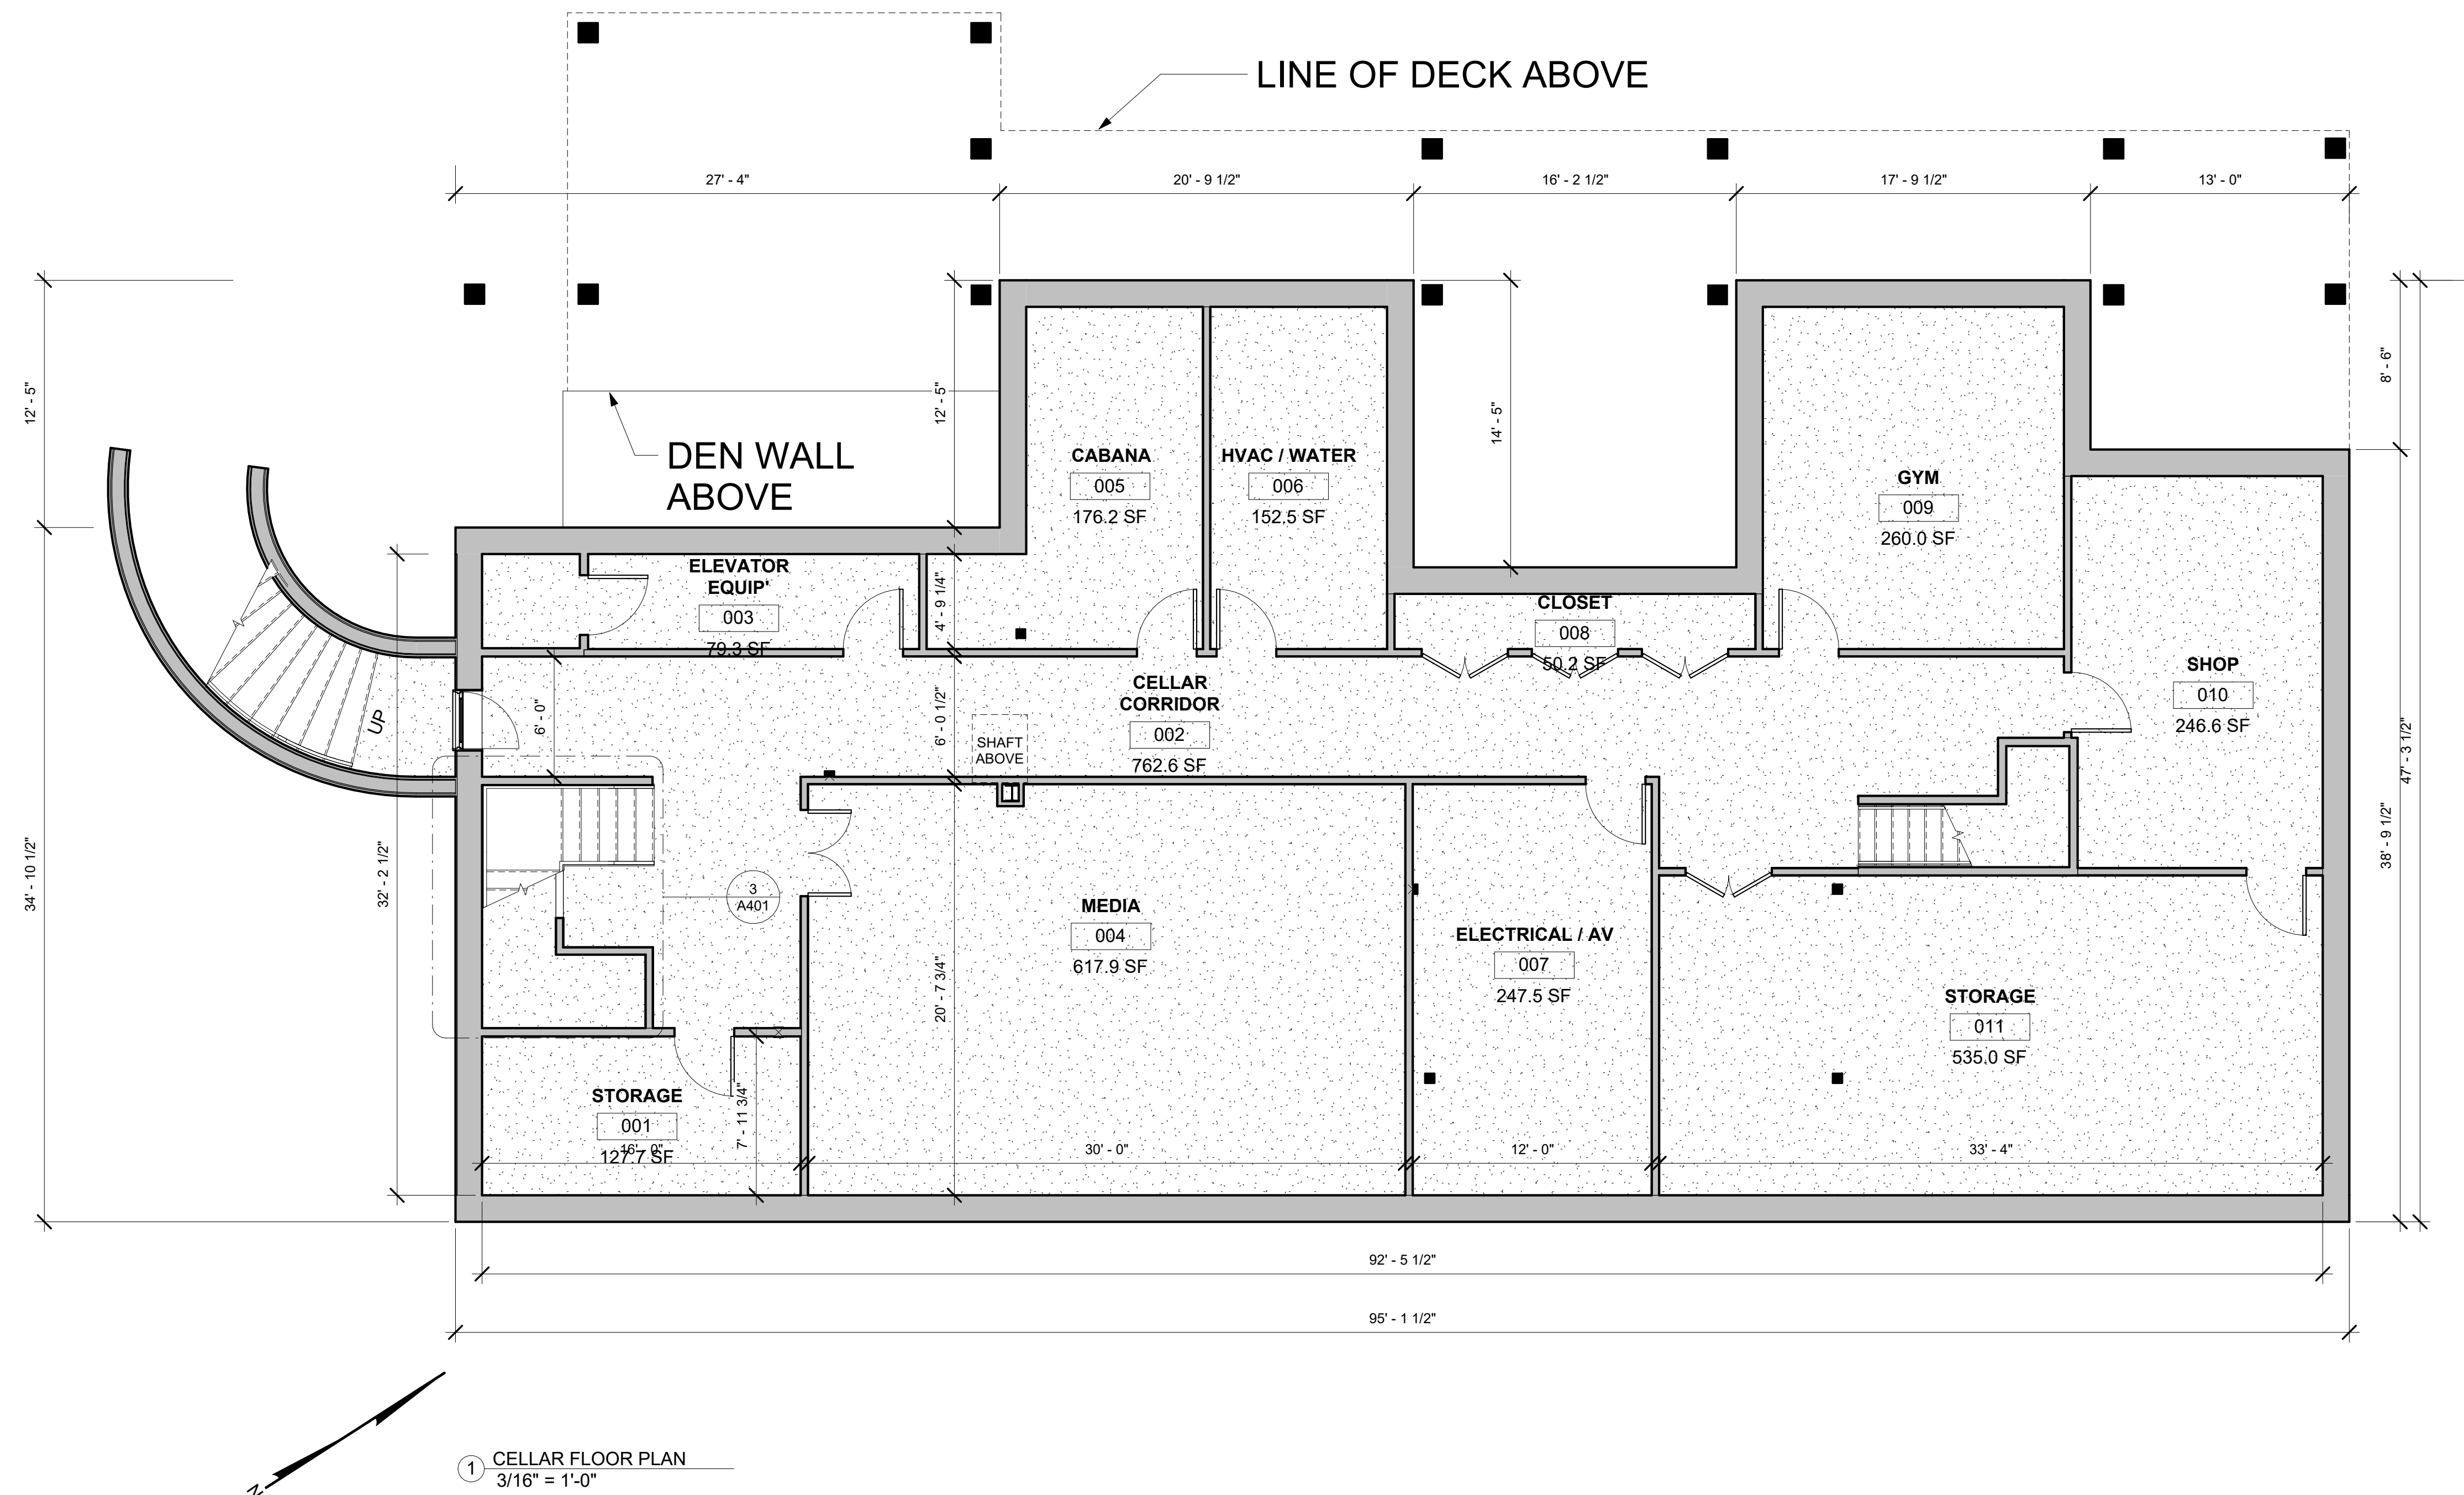 LINE OF DECK ABOVE
27' - 4"
20' - 9 1/2"
16' - 2 1/2"
17' - 9 1/2"
13' - 0"
12' - 5"
12' - 5"
14' - 5"
8' - 6"
DEN WALL
ABOVE
CABANA
005
176.2 SF
HVAC / WATER
006
152.5 SF
GYM
009
260.0 SF
ELEVATOR
EQUIP'
003
79.3 SF
4' - 9 1/4"
CLOSET
008
50.2 SF
SHOP
010
246.6 SF
UP
6' - 0"
6' - 0 1/2"
SHAFT
ABOVE
CELLAR
CORRIDOR
002
762.6 SF
47' - 3 1/2"
38' - 9 1/2"
34' - 10 1/2"
32' - 2 1/2"
3
A401
MEDIA
004
617.9 SF
ELECTRICAL / AV
007
247.5 SF
20' - 7 3/4"
STORAGE
011
535.0 SF
STORAGE
001
127.7 SF
16' - 0"
7' - 11 3/4"
30' - 0"
12' - 0"
33' - 4"
92' - 5 1/2"
95' - 1 1/2"
N
1
CELLAR FLOOR PLAN
3/16" = 1'-0"